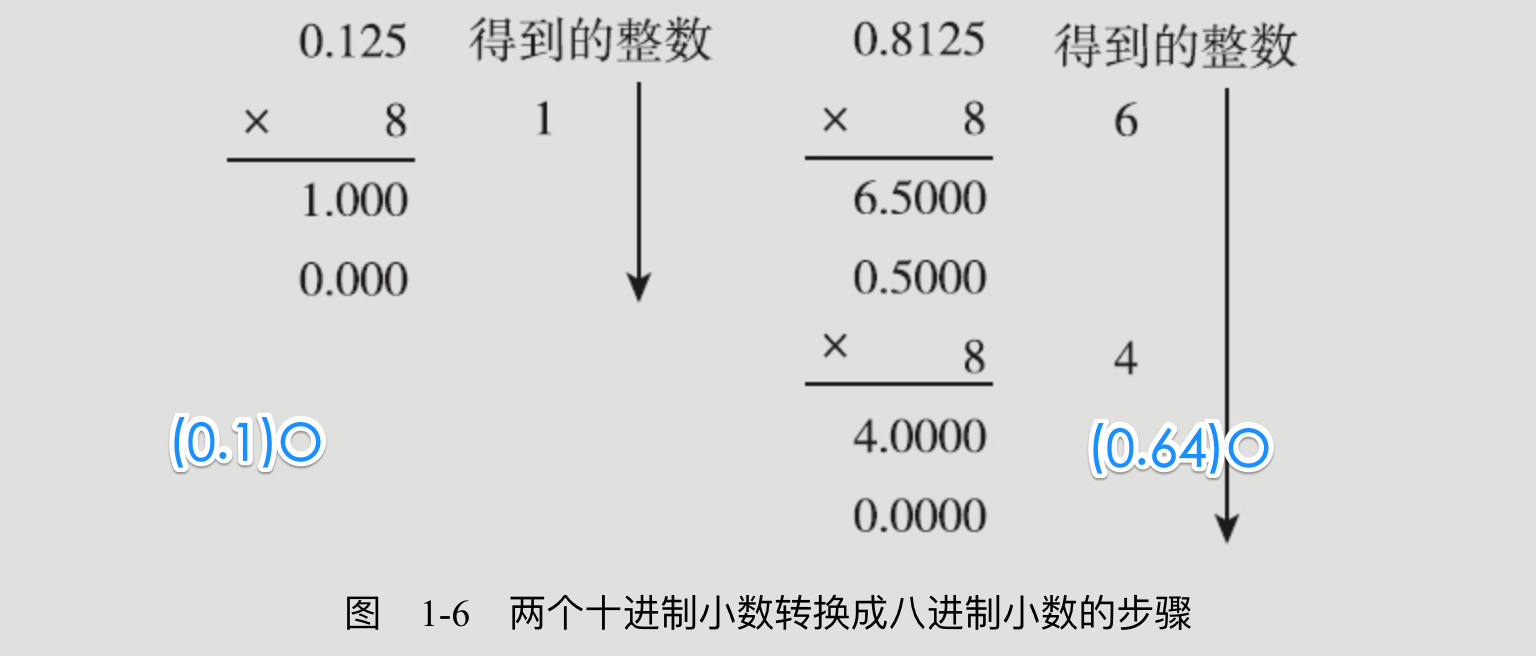 0.125 得到的整数
× 8 1
1.000
0.000
(0.1)O
0.8125 得到的整数
× 8 6
6.5000
0.5000
× 8 4
4.0000
(0.64)O
0.0000
图 1-6 两个十进制小数转换成八进制小数的步骤